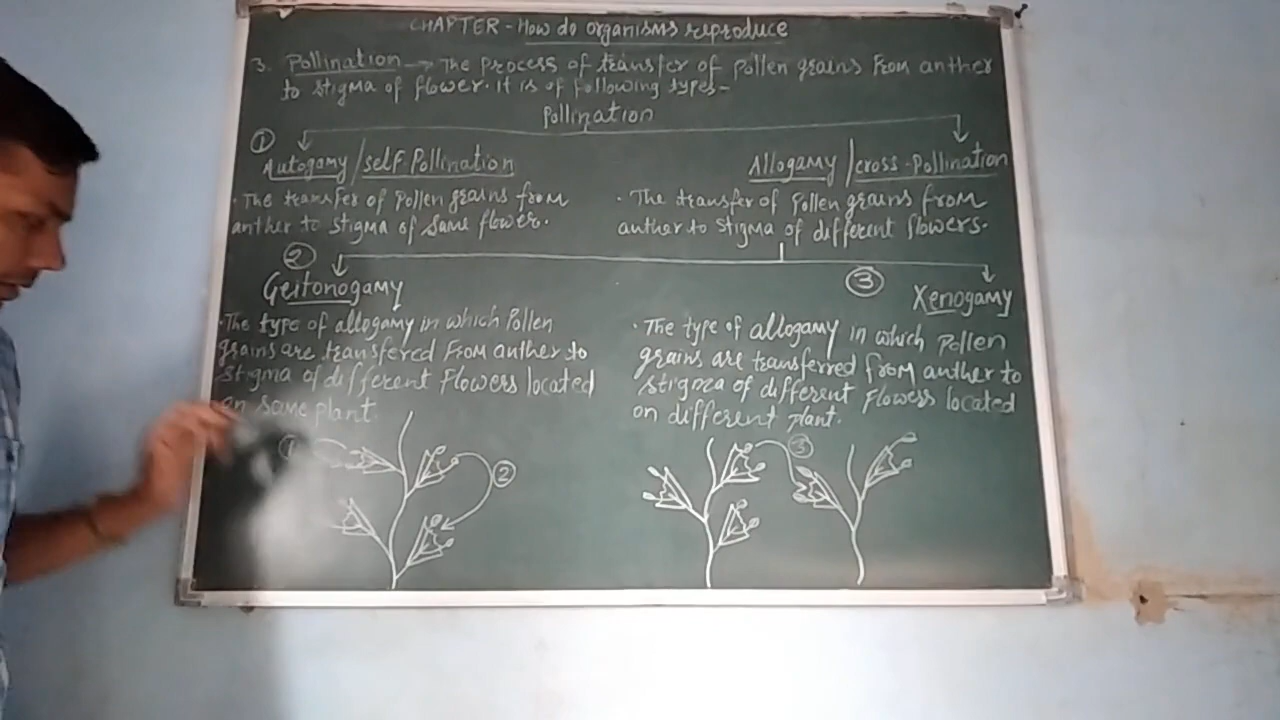 CHAPTER - How do organisms reproduce
3. Pollination → The process of transfer of pollen grains from anther
to stigma of flower. It is of following types -
Pollination
①
Autogamy / self Pollination
Allogamy / cross-Pollination
· The transfer of pollen grains from
anther to stigma of same flower.
· The transfer of pollen grains from
anther to stigma of different flowers.
②
Geitonogamy
③
Xenogamy
· The type of allogamy in which Pollen
grains are transfered from anther to
stigma of different flowers located
on same plant.
· The type of allogamy in which pollen
grains are transferred from anther to
stigma of different flowers located
on different plant.
①
②
③